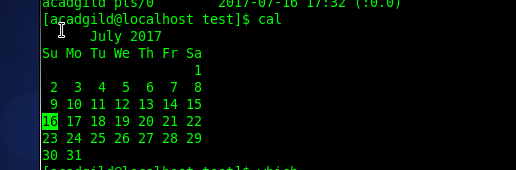 acadgild pts/0        2017-07-16 17:32 (:0.0)
[acadgild@localhost test]$ cal
      July 2017
Su Mo Tu We Th Fr Sa
                   1
 2  3  4  5  6  7  8
 9 10 11 12 13 14 15
16 17 18 19 20 21 22
23 24 25 26 27 28 29
30 31
[acadgild@localhost test]$ which